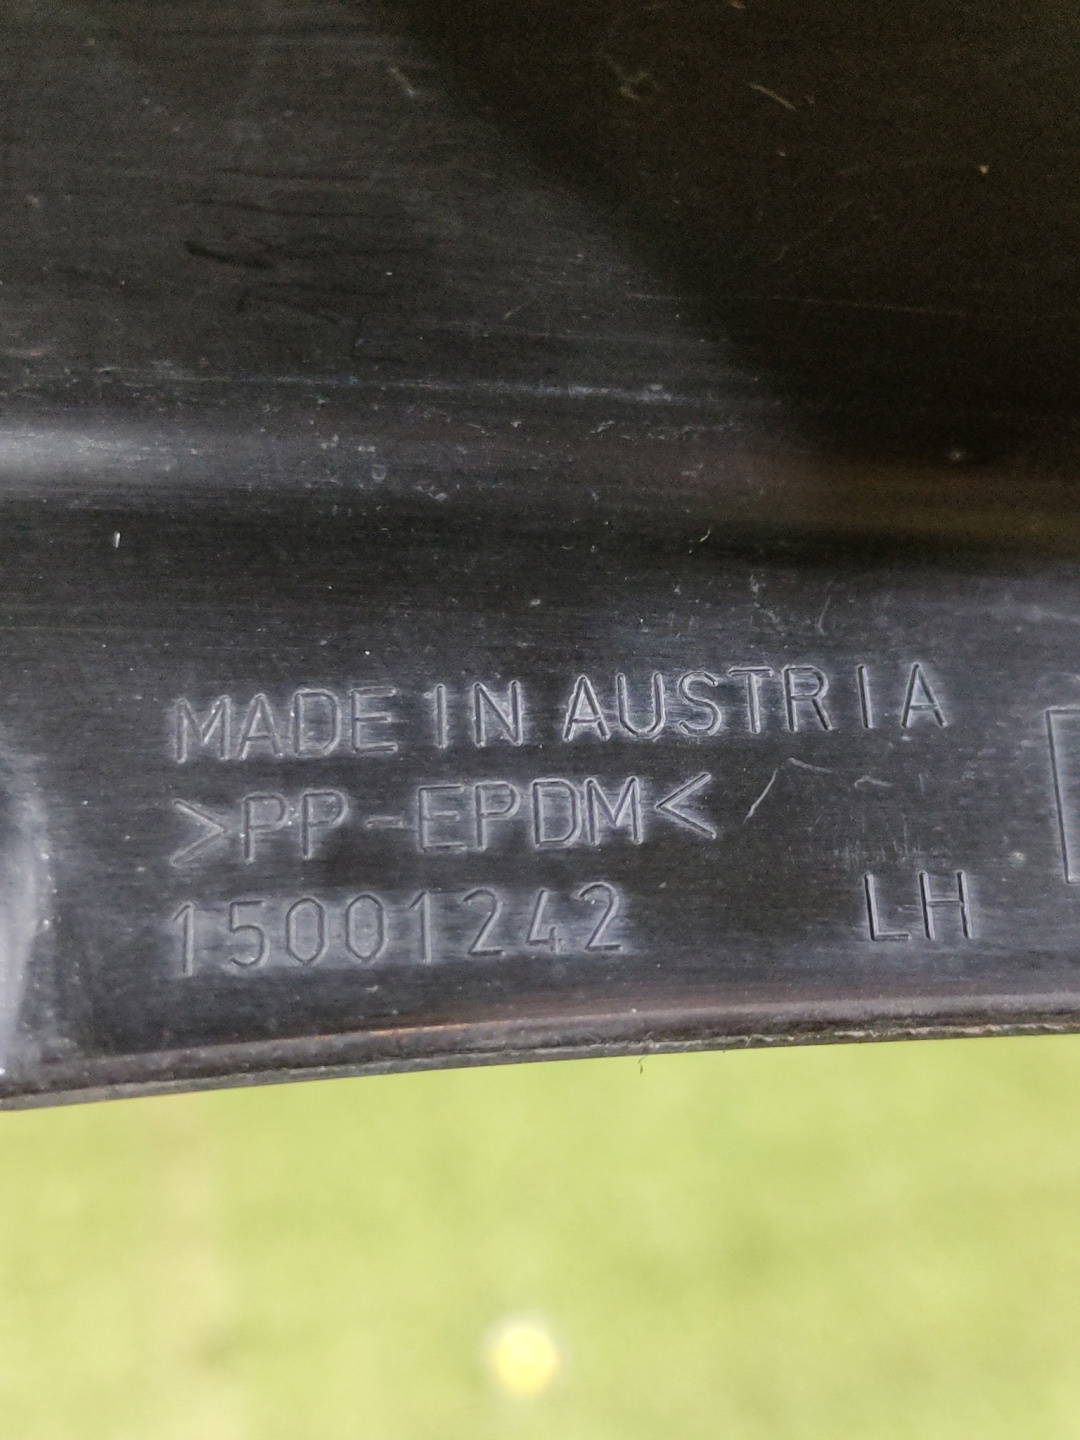 MADE IN AUSTRIA
>PP-EPDM<
15001242 LH